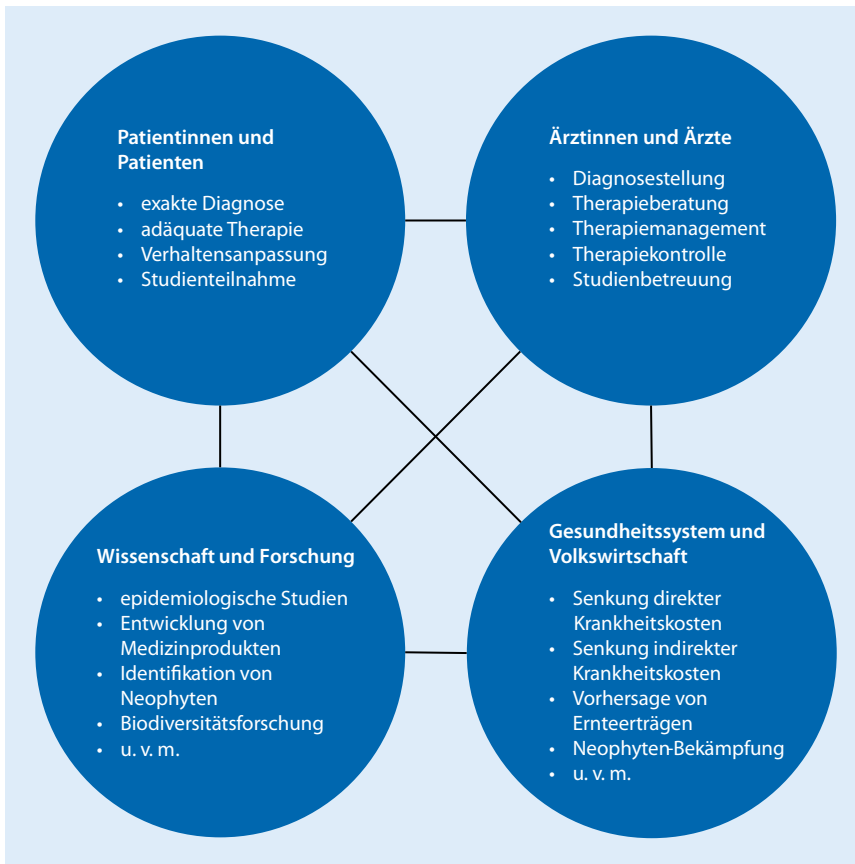 Patientinnen und
Patienten
• exakte Diagnose
• adäquate Therapie
• Verhaltensanpassung
• Studienteilnahme
Ärztinnen und Ärzte
• Diagnosestellung
• Therapieberatung
• Therapiemanagement
• Therapiekontrolle
• Studienbetreuung
Wissenschaft und Forschung
• epidemiologische Studien
• Entwicklung von
Medizinprodukten
• Identifikation von
Neophyten
• Biodiversitätsforschung
• u. v. m.
Gesundheitssystem und
Volkswirtschaft
• Senkung direkter
Krankheitskosten
• Senkung indirekter
Krankheitskosten
• Vorhersage von
Ernteerträgen
• Neophyten-Bekämpfung
• u. v. m.